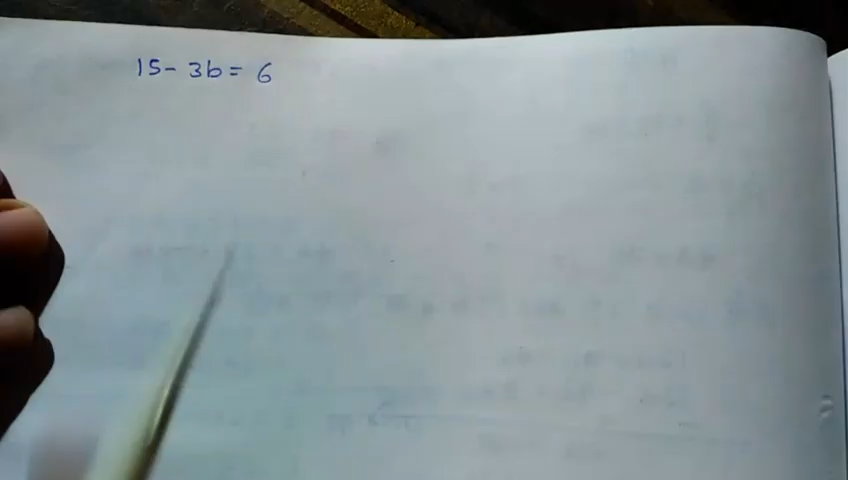 15- 3b = 6